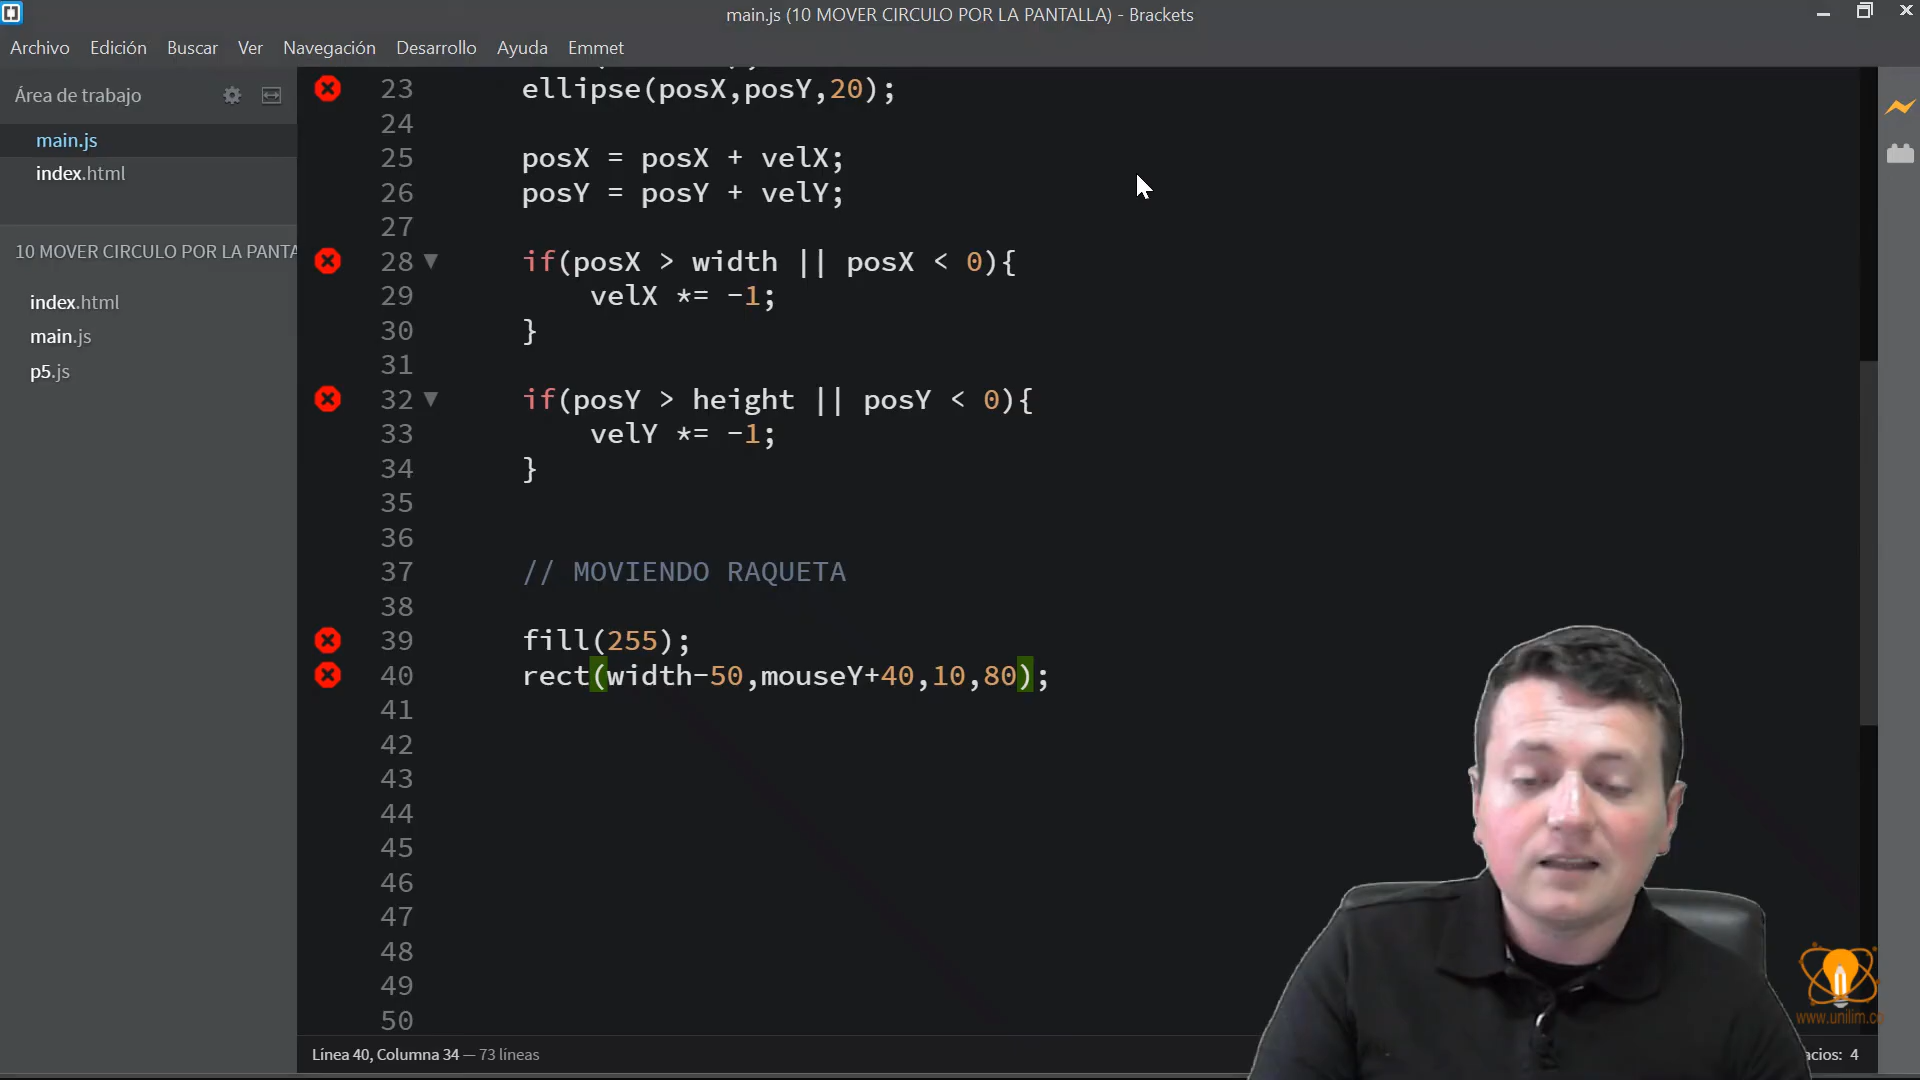 main.js (10 MOVER CIRCULO POR LA PANTALLA) - Brackets
Archivo Edición Buscar Ver Navegación Desarrollo Ayuda Emmet
Área de trabajo
main.js
index.html
10 MOVER CIRCULO POR LA PANTA
index.html
main.js
p5.js
23 ellipse(posX,posY,20);
24
25 posX = posX + velX;
26 posY = posY + velY;
27
28 if(posX > width || posX < 0){
29 velX *= -1;
30 }
31
32 if(posY > height || posY < 0){
33 velY *= -1;
34 }
35
36
37 // MOVIENDO RAQUETA
38
39 fill(255);
40 rect(width-50,mouseY+40,10,80);
41
42
43
44
45
46
47
48
49
50
Línea 40, Columna 34 — 73 líneas
acios: 4